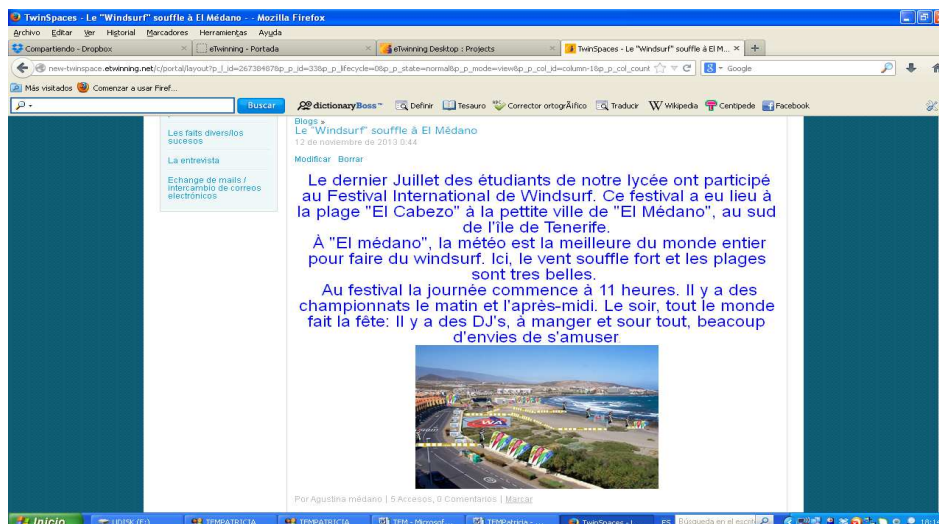 TwinSpaces - Le "Windsurf" souffle à El Médano - - Mozilla Firefox
Archivo Editar Ver Historial Marcadores Herramientas Ayuda
Compartiendo - Dropbox × eTwinning - Portada × eTwinning Desktop : Projects × TwinSpaces - Le "Windsurf" souffle à El M... × +
Google
Más visitados Comenzar a usar Firef...
Buscar dictionaryBoss Definir Tesauro Corrector ortogrÃ¡fico Traducir Wikipedia Centipede Facebook
Les faits divers/los
sucesos
La entrevista
Echange de mails /
intercambio de correos
electrónicos
Blogs »
Le "Windsurf" souffle à El Médano
12 de noviembre de 2013 0:44
Modificar Borrar
Le dernier Juillet des étudiants de notre lycée ont participé
au Festival International de Windsurf. Ce festival a eu lieu à
la plage "El Cabezo" à la pettite ville de "El Médano", au sud
de l'île de Tenerife.
À "El médano", la météo est la meilleure du monde entier
pour faire du windsurf. Ici, le vent souffle fort et les plages
sont tres belles.
Au festival la journée commence à 11 heures. Il y a des
championnats le matin et l'après-midi. Le soir, tout le monde
fait la fête: Il y a des DJ's, à manger et sour tout, beacoup
d'envies de s'amuser.
Por Agustina médano | 5 Accesos, 0 Comentarios | Marcar
Inicio UDISK (F:) TEMPATRICIA TEMPATRICIA TEM - Microsof... TEMPatricia - ... TwinSpaces - L... ES Búsqueda en el escrit